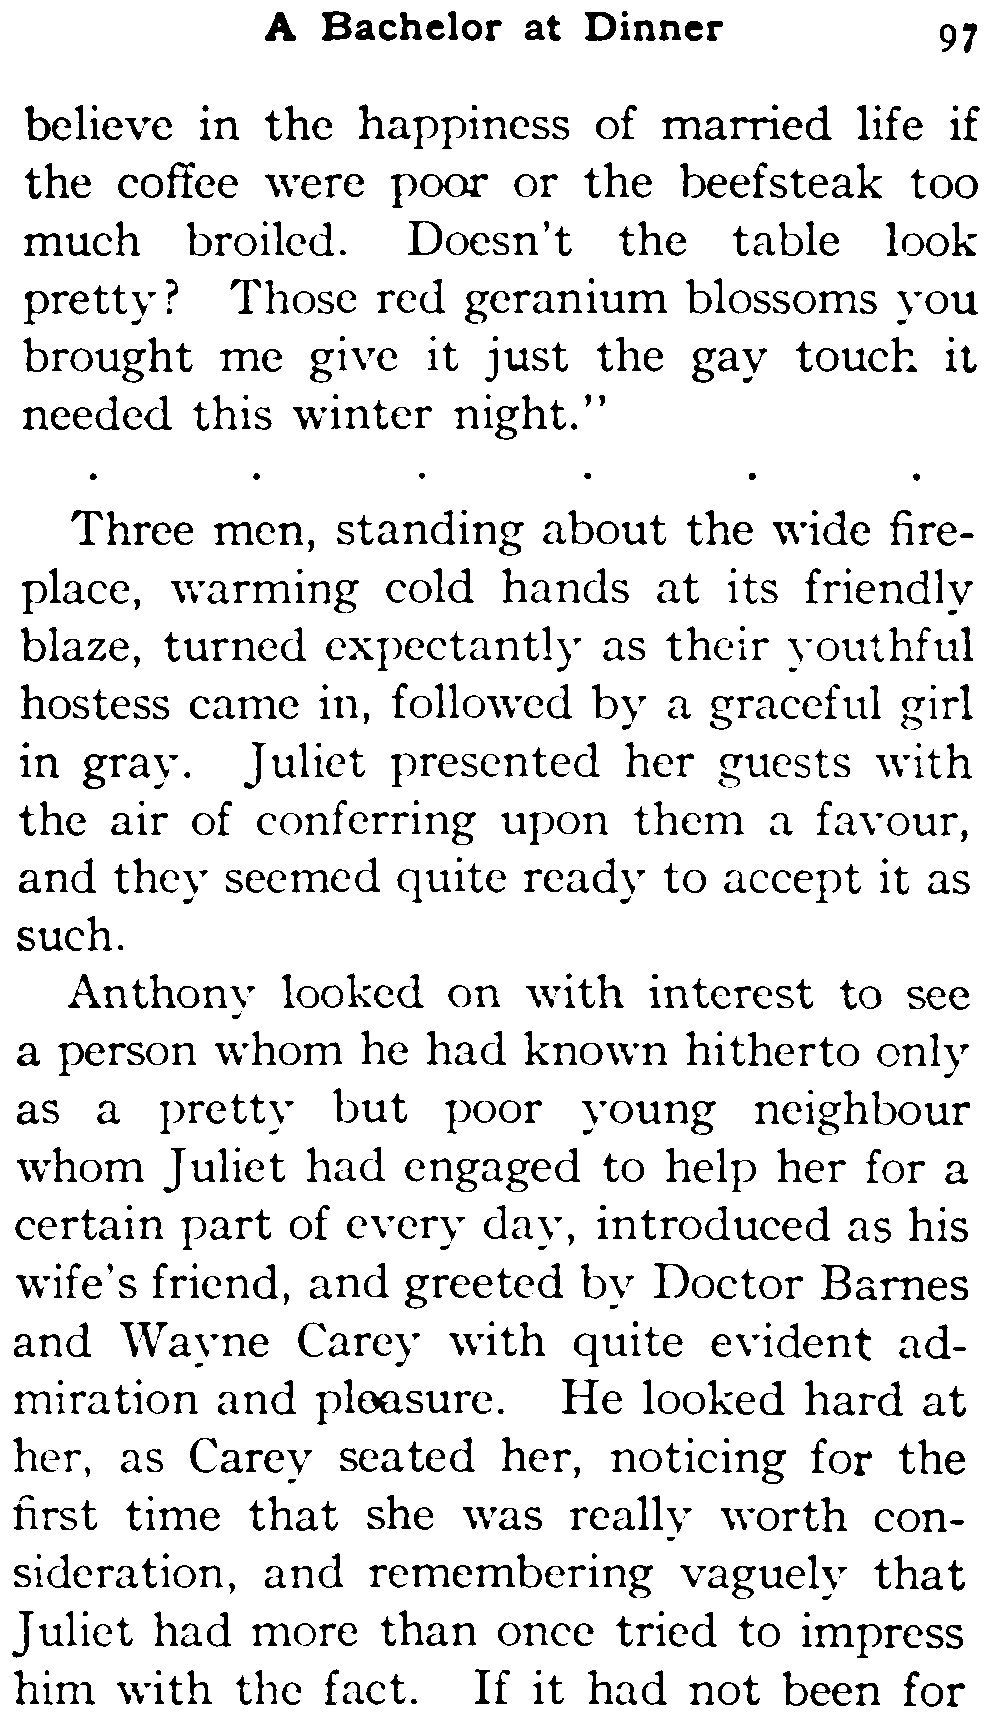 A Bachelor at Dinner 97
believe in the happiness of married life if
the coffee were poor or the beefsteak too
much broiled. Doesn't the table look
pretty? Those red geranium blossoms you
brought me give it just the gay touch it
needed this winter night."
. . . . . .
Three men, standing about the wide fire-
place, warming cold hands at its friendly
blaze, turned expectantly as their youthful
hostess came in, followed by a graceful girl
in gray. Juliet presented her guests with
the air of conferring upon them a favour,
and they seemed quite ready to accept it as
such.
Anthony looked on with interest to see
a person whom he had known hitherto only
as a pretty but poor young neighbour
whom Juliet had engaged to help her for a
certain part of every day, introduced as his
wife's friend, and greeted by Doctor Barnes
and Wayne Carey with quite evident ad-
miration and pleasure. He looked hard at
her, as Carey seated her, noticing for the
first time that she was really worth con-
sideration, and remembering vaguely that
Juliet had more than once tried to impress
him with the fact. If it had not been for